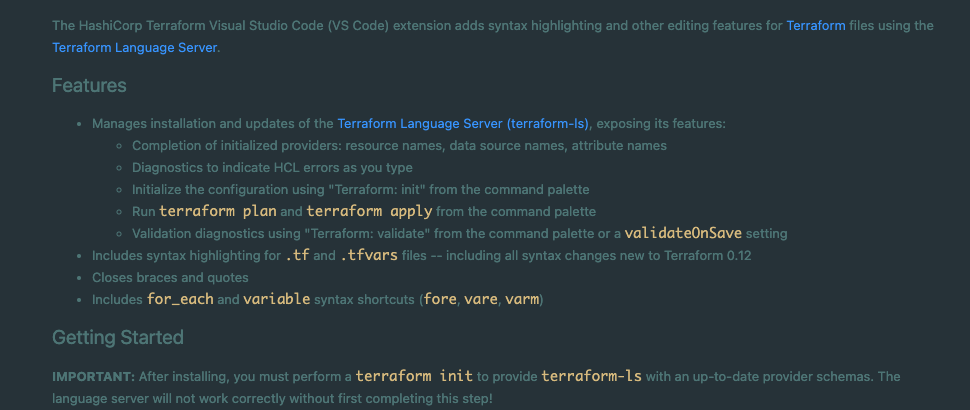 The HashiCorp Terraform Visual Studio Code (VS Code) extension adds syntax highlighting and other editing features for Terraform files using the
Terraform Language Server.
Features
• Manages installation and updates of the Terraform Language Server (terraform-ls), exposing its features:
◦ Completion of initialized providers: resource names, data source names, attribute names
◦ Diagnostics to indicate HCL errors as you type
◦ Initialize the configuration using "Terraform: init" from the command palette
◦ Run terraform plan and terraform apply from the command palette
◦ Validation diagnostics using "Terraform: validate" from the command palette or a validateOnSave setting
• Includes syntax highlighting for .tf and .tfvars files -- including all syntax changes new to Terraform 0.12
• Closes braces and quotes
• Includes for_each and variable syntax shortcuts (fore, vare, varm)
Getting Started
IMPORTANT: After installing, you must perform a terraform init to provide terraform-ls with an up-to-date provider schemas. The
language server will not work correctly without first completing this step!